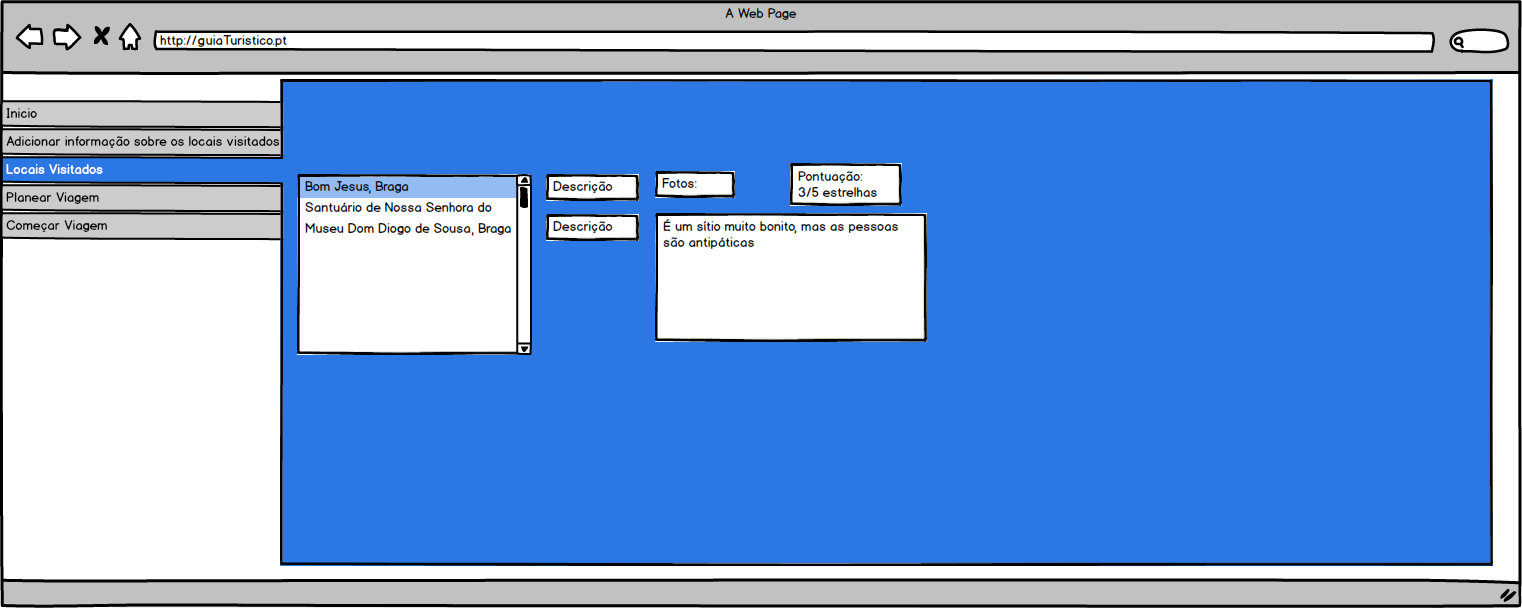 A Web Page
http://guiaTuristico.pt
Inicio
Adicionar informação sobre os locais visitados
Locais Visitados
Planear Viagem
Começar Viagem
Bom Jesus, Braga
Santuário de Nossa Senhora do
Museu Dom Diogo de Sousa, Braga
Descrição
Descrição
Fotos:
Pontuação:
3/5 estrelhas
É um sítio muito bonito, mas as pessoas
são antipáticas